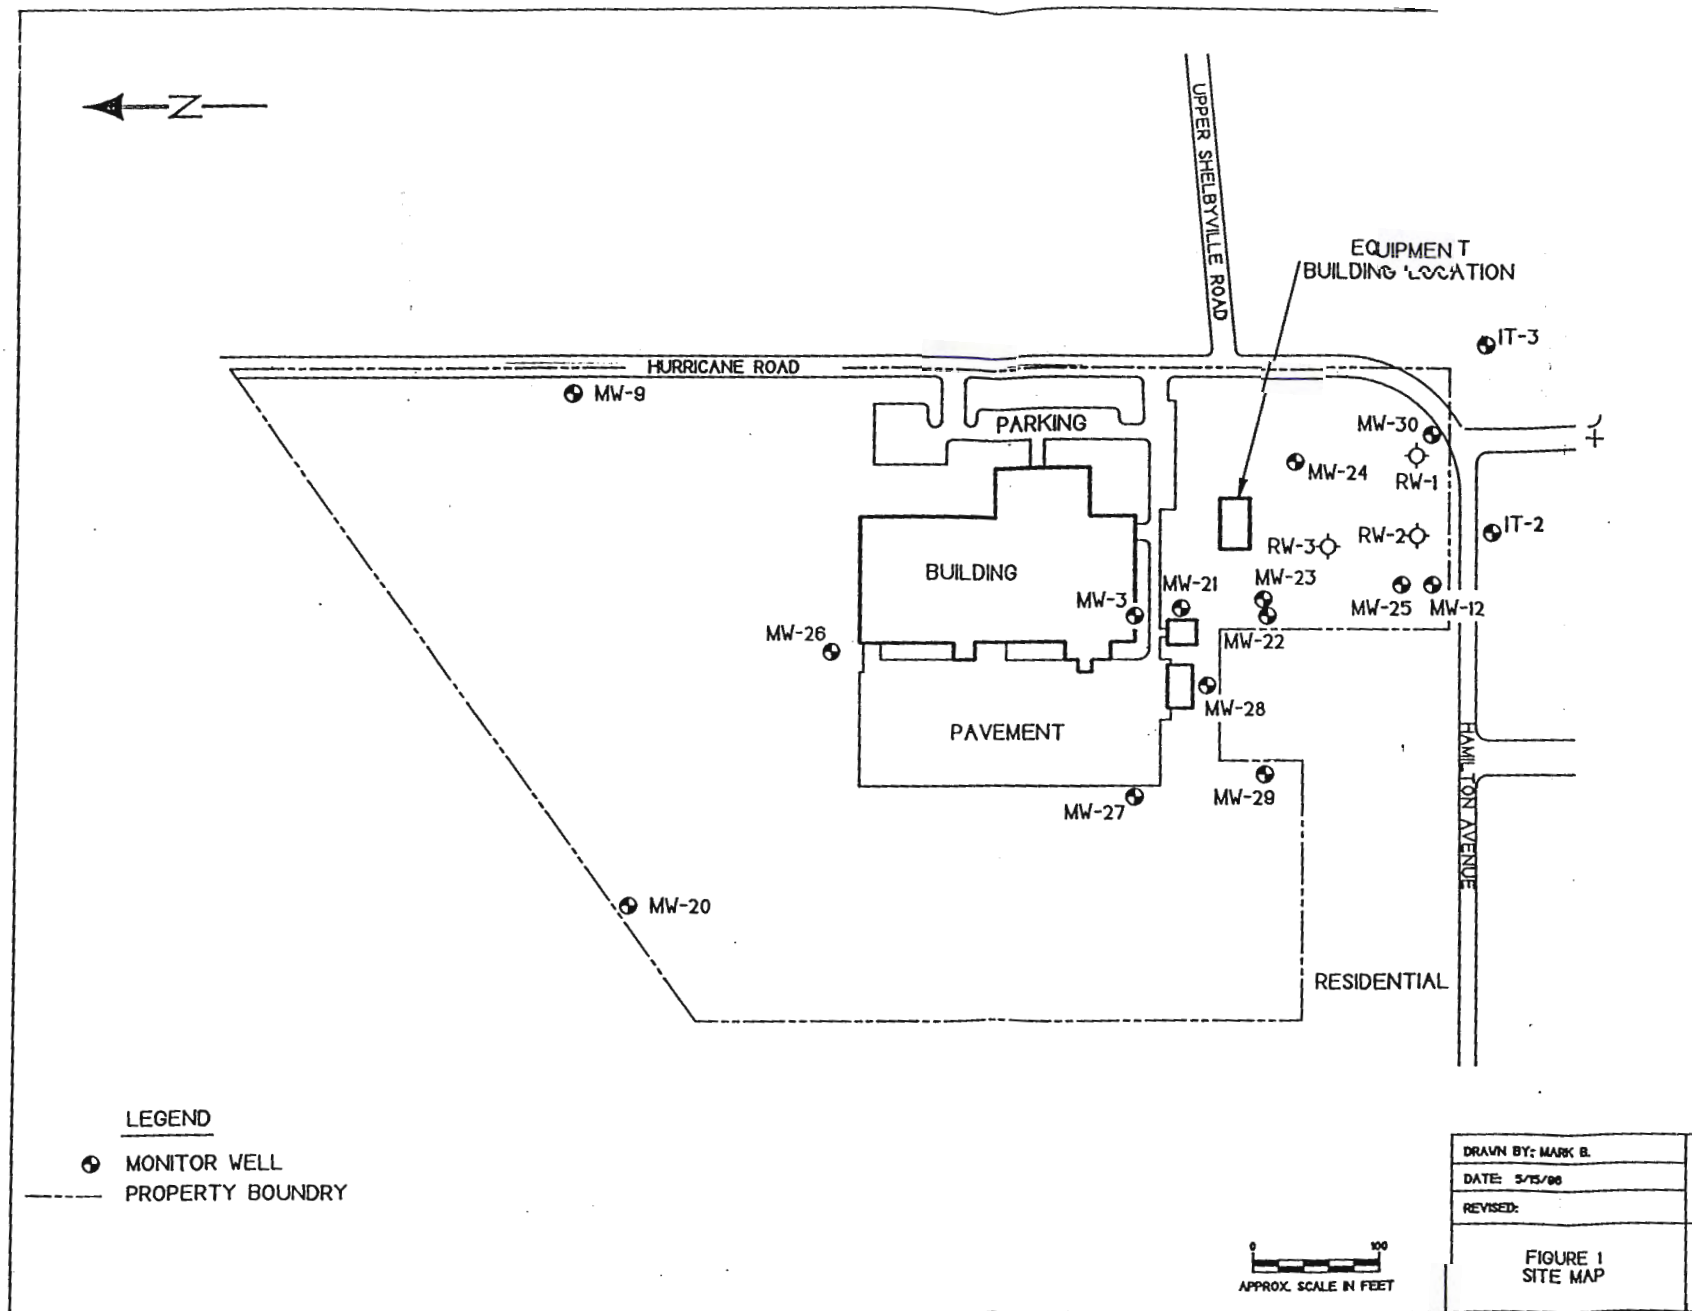 Z
UPPER SHELBYVILLE ROAD
EQUIPMENT
BUILDING LOCATION
IT-3
HURRICANE ROAD
MW-9
PARKING
MW-30
MW-24
RW-1
IT-2
RW-2
RW-3
BUILDING
MW-23
MW-21
MW-3
MW-25
MW-12
MW-26
MW-22
MW-28
PAVEMENT
HAMILTON AVENUE
MW-29
MW-27
MW-20
RESIDENTIAL
LEGEND
MONITOR WELL
PROPERTY BOUNDRY
DRAWN BY: MARK B.
DATE:
REVISED:
0 100
APPROX. SCALE IN FEET
FIGURE 1
SITE MAP